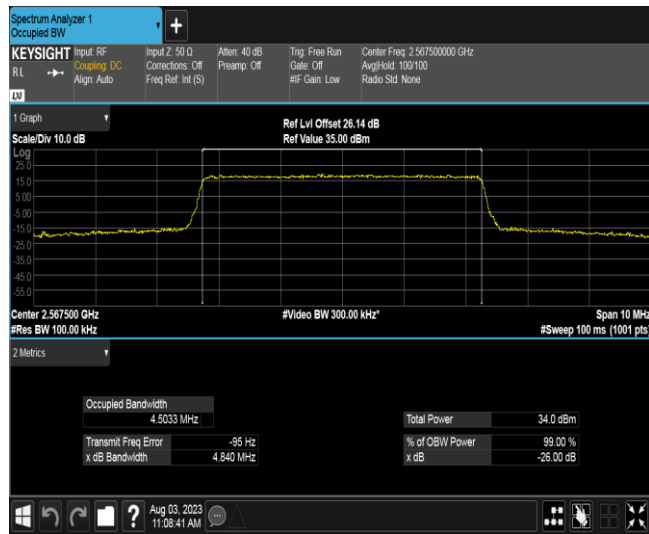 Spectrum Analyzer 1
Occupied BW
+
KEYSIGHT
RL
LXI
Input: RF
Coupling: DC
Align: Auto
Input Z: 50 Ω
Corrections: Off
Freq Ref: Int (S)
Atten: 40 dB
Preamp: Off
Trig: Free Run
Gate: Off
#IF Gain: Low
Center Freq: 2.567500000 GHz
Avg|Hold: 100/100
Radio Std: None
1 Graph
Scale/Div 10.0 dB
Ref Lvl Offset 26.14 dB
Ref Value 35.00 dBm
Log
25.0
15.0
5.00
-5.00
-15.0
-25.0
-35.0
-45.0
-55.0
Center 2.567500 GHz
#Res BW 100.00 kHz
#Video BW 300.00 kHz*
Span 10 MHz
#Sweep 100 ms (1001 pts)
2 Metrics
Occupied Bandwidth
4.5033 MHz
Transmit Freq Error -95 Hz
x dB Bandwidth 4.840 MHz
Total Power 34.0 dBm
% of OBW Power 99.00 %
x dB -26.00 dB
?
Aug 03, 2023
11:08:41 AM